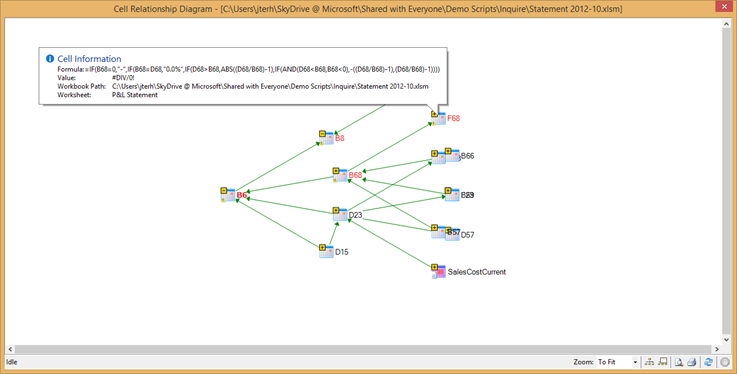 Cell Relationship Diagram - [C:\Users\jterh\SkyDrive @ Microsoft\Shared with Everyone\Demo Scripts\Inquire\Statement 2012-10.xlsm]
Cell Information
Formula:=IF(B68=0,"-",IF(B68=D68,"0.0%",IF(D68>B68,ABS((D68/B68)-1),IF(AND(D68<B68,B68<0),-((D68/B68)-1),(D68/B68)-1))))
Value: #DIV/0!
Workbook Path: C:\Users\jterh\SkyDrive @ Microsoft\Shared with Everyone\Demo Scripts\Inquire\Statement 2012-10.xlsm
Worksheet: P&L Statement
F68
B8
B66
B68
B6
D23
B57
D57
D15
SalesCostCurrent
Idle
Zoom: To Fit